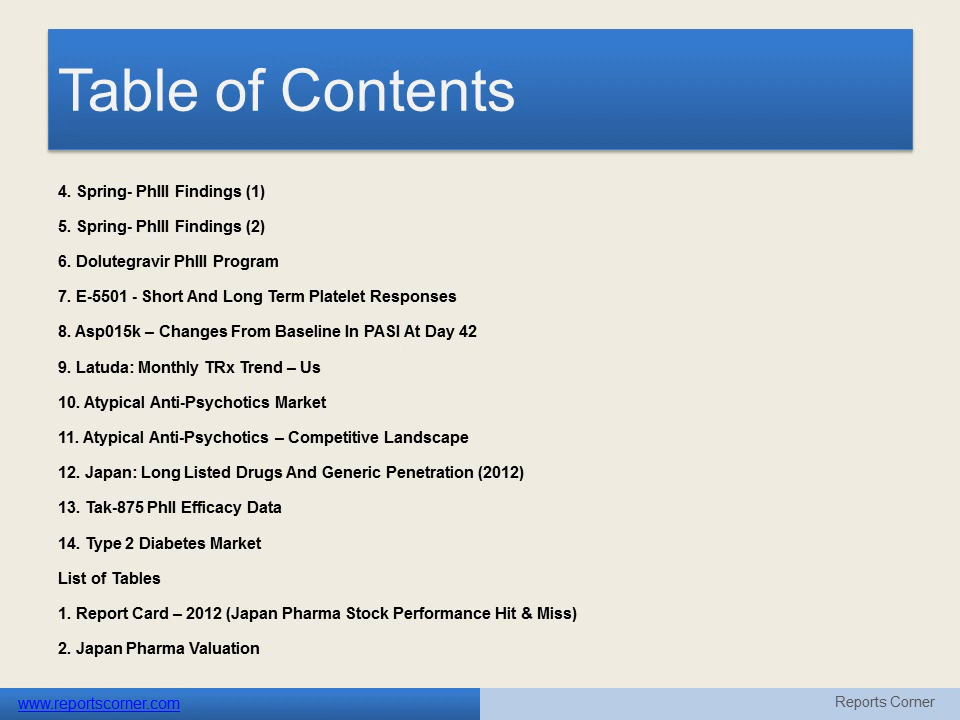 Table of Contents
4. Spring- PhIII Findings (1)
5. Spring- PhIII Findings (2)
6. Dolutegravir PhIII Program
7. E-5501 - Short And Long Term Platelet Responses
8. Asp015k – Changes From Baseline In PASI At Day 42
9. Latuda: Monthly TRx Trend – Us
10. Atypical Anti-Psychotics Market
11. Atypical Anti-Psychotics – Competitive Landscape
12. Japan: Long Listed Drugs And Generic Penetration (2012)
13. Tak-875 PhII Efficacy Data
14. Type 2 Diabetes Market
List of Tables
1. Report Card – 2012 (Japan Pharma Stock Performance Hit & Miss)
2. Japan Pharma Valuation
www.reportscorner.com
Reports Corner